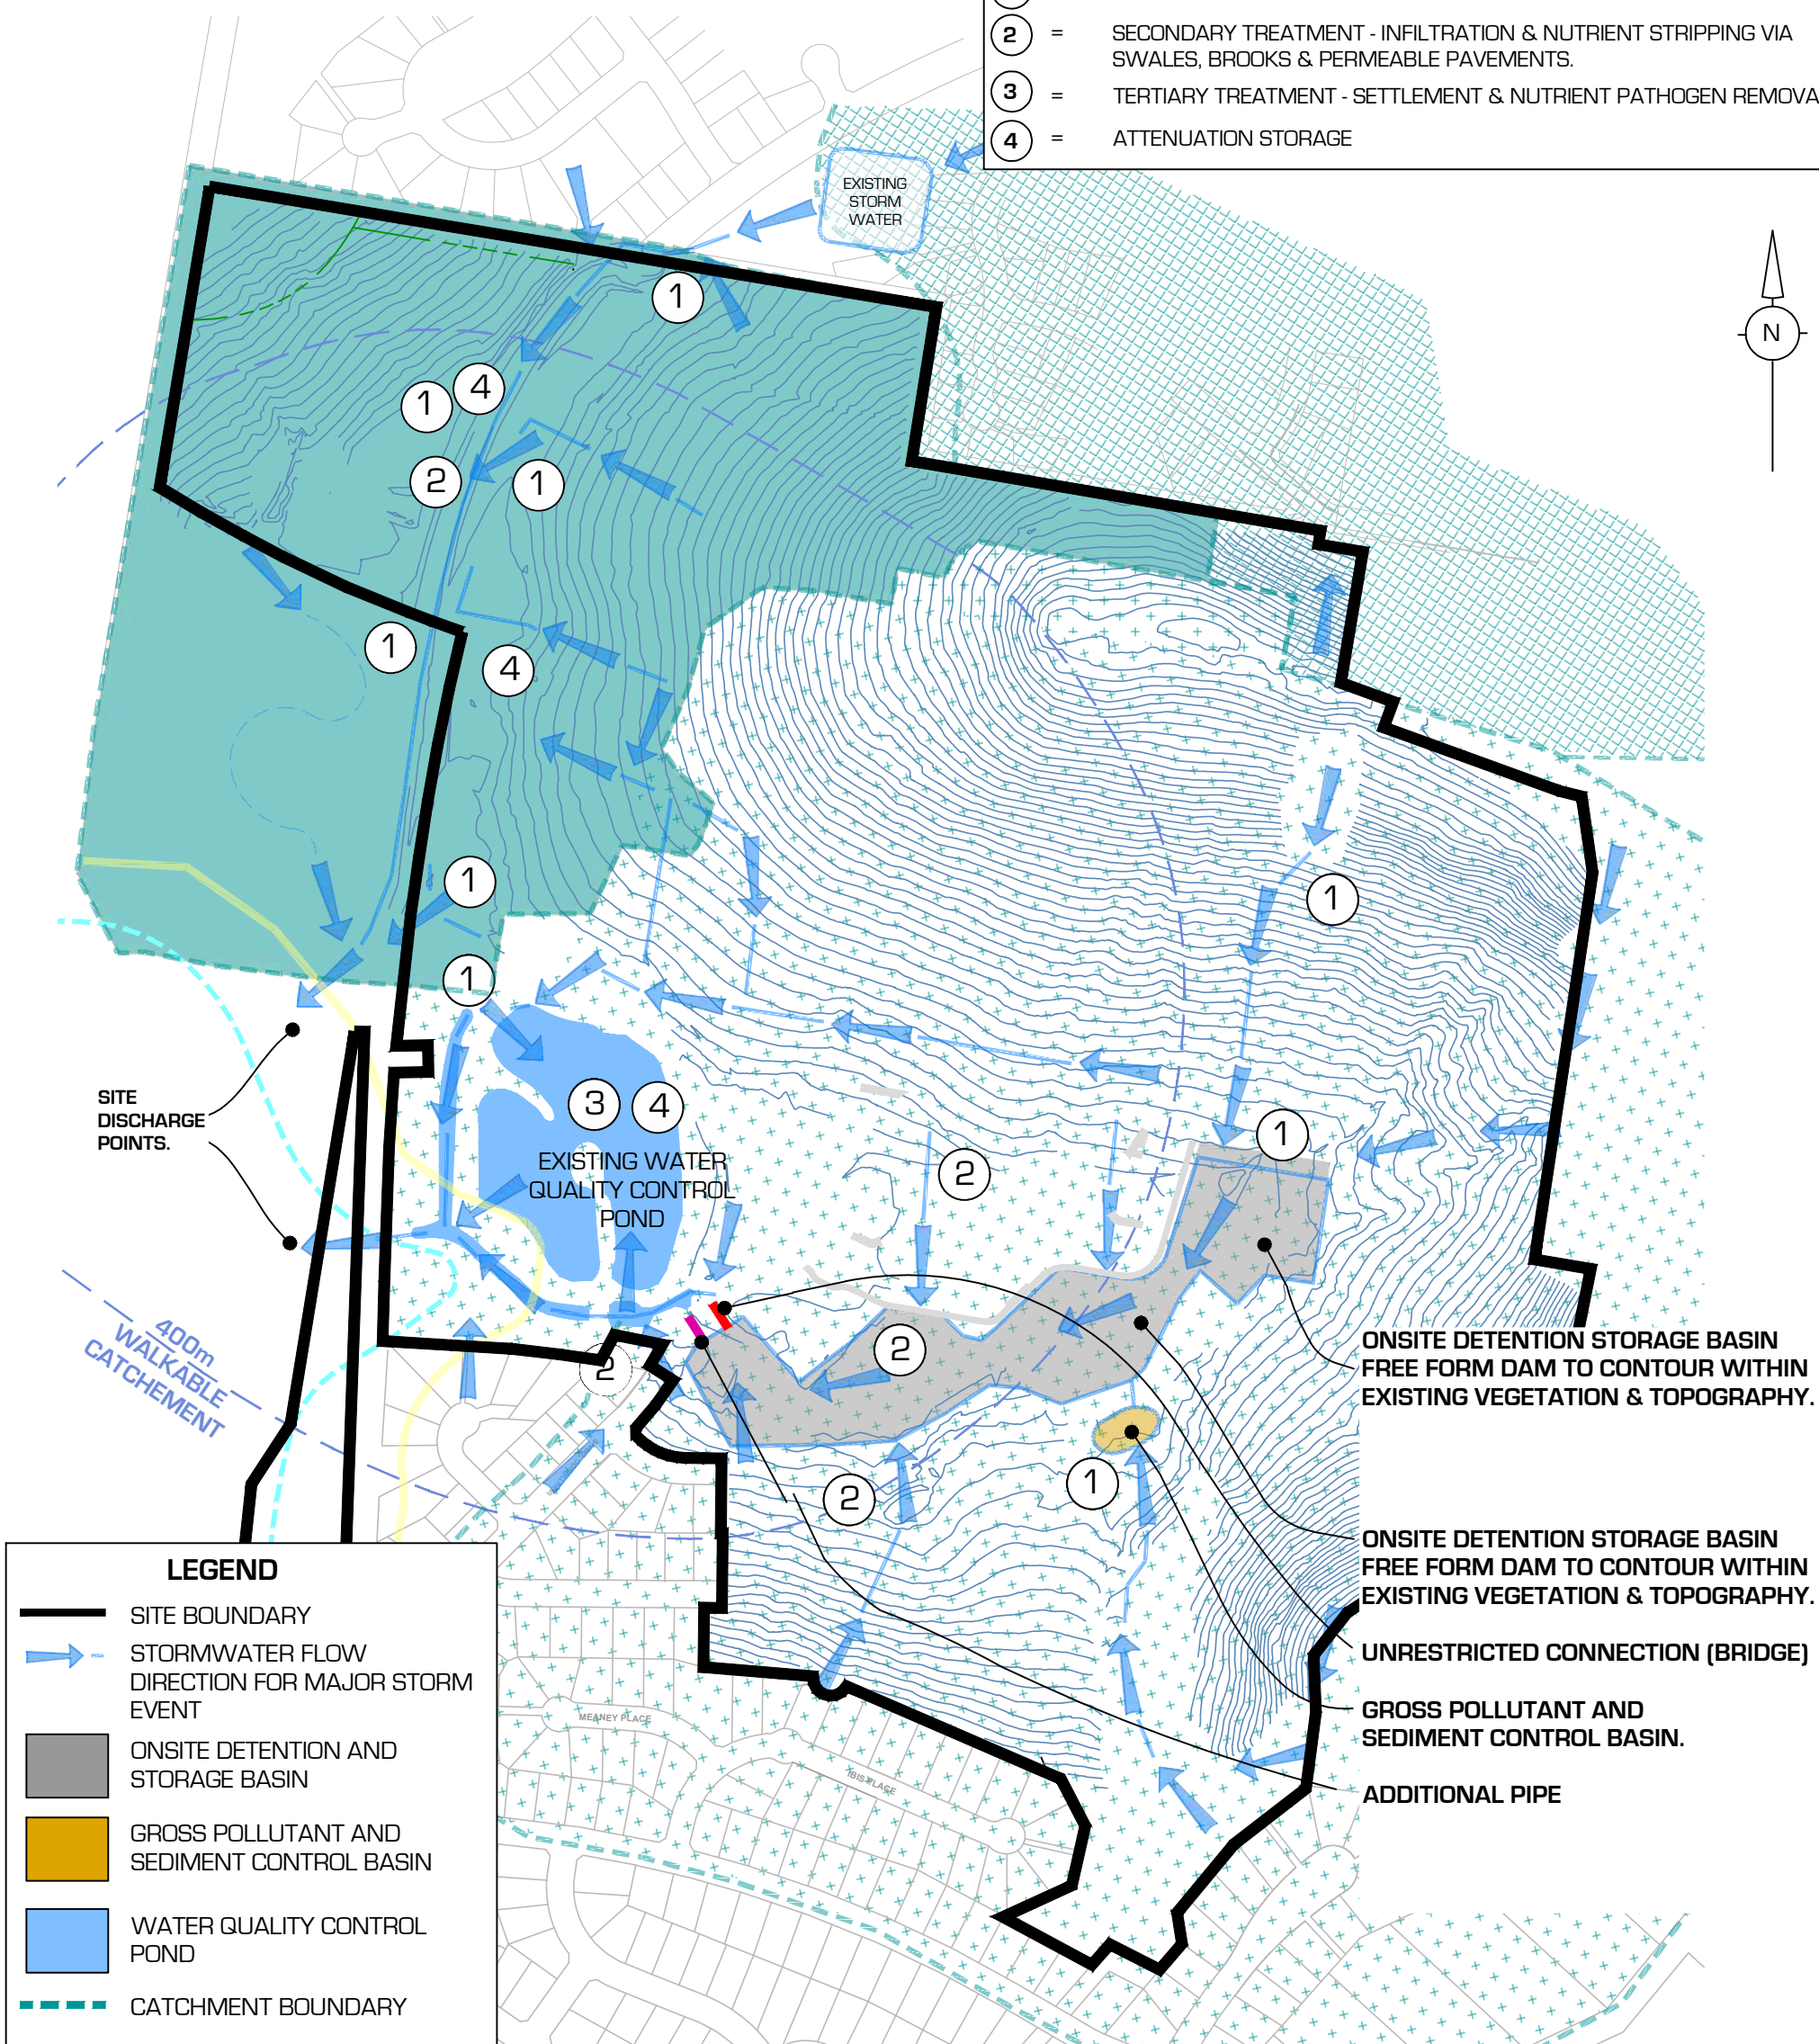 2 = SECONDARY TREATMENT - INFILTRATION & NUTRIENT STRIPPING VIA
SWALES, BROOKS & PERMEABLE PAVEMENTS.
3 = TERTIARY TREATMENT - SETTLEMENT & NUTRIENT PATHOGEN REMOVA
4 = ATTENUATION STORAGE
EXISTING
STORM
WATER
N
1
1
4
2
1
1
4
1
1
1
3
4
EXISTING WATER
QUALITY CONTROL
POND
2
1
2
2
2
1
SITE
DISCHARGE
POINTS.
400m
WALKABLE
CATCHEMENT
ONSITE DETENTION STORAGE BASIN
FREE FORM DAM TO CONTOUR WITHIN
EXISTING VEGETATION & TOPOGRAPHY.
ONSITE DETENTION STORAGE BASIN
FREE FORM DAM TO CONTOUR WITHIN
EXISTING VEGETATION & TOPOGRAPHY.
UNRESTRICTED CONNECTION (BRIDGE)
GROSS POLLUTANT AND
SEDIMENT CONTROL BASIN.
ADDITIONAL PIPE
MEANEY PLACE
IBIS PLACE
LEGEND
SITE BOUNDARY
STORMWATER FLOW
DIRECTION FOR MAJOR STORM
EVENT
ONSITE DETENTION AND
STORAGE BASIN
GROSS POLLUTANT AND
SEDIMENT CONTROL BASIN
WATER QUALITY CONTROL
POND
CATCHMENT BOUNDARY